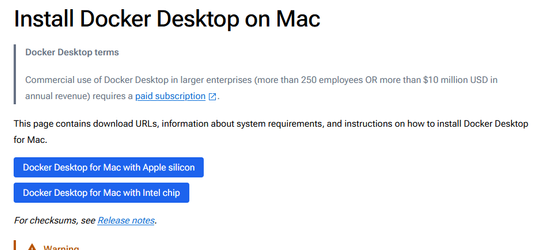 Install Docker Desktop on Mac
Docker Desktop terms
Commercial use of Docker Desktop in larger enterprises (more than 250 employees OR more than $10 million USD in
annual revenue) requires a paid subscription.
This page contains download URLs, information about system requirements, and instructions on how to install Docker Desktop
for Mac.
Docker Desktop for Mac with Apple silicon
Docker Desktop for Mac with Intel chip
For checksums, see Release notes.
Warning